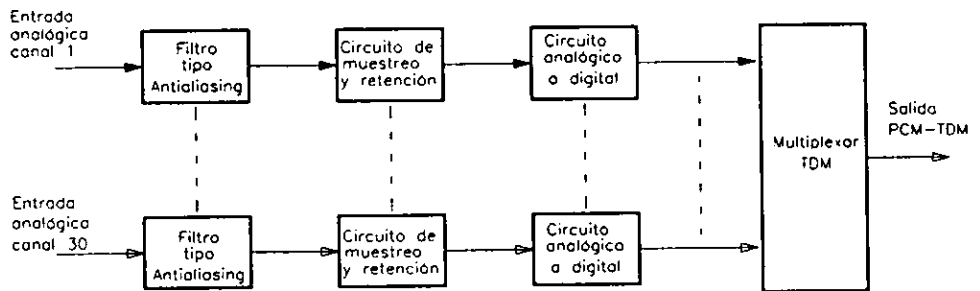 Entrada
analógica
canal 1
Filtro
tipo
Antialiasing
Circuito de
muestreo
y retención
Circuito
analógico
a digital
Multiplexor
TDM
Salida
PCM-TDM
Entrada
analógica
canal 30
Filtro
tipo
Antialiasing
Circuito de
muestreo
y retención
Circuito
analógico
a digital